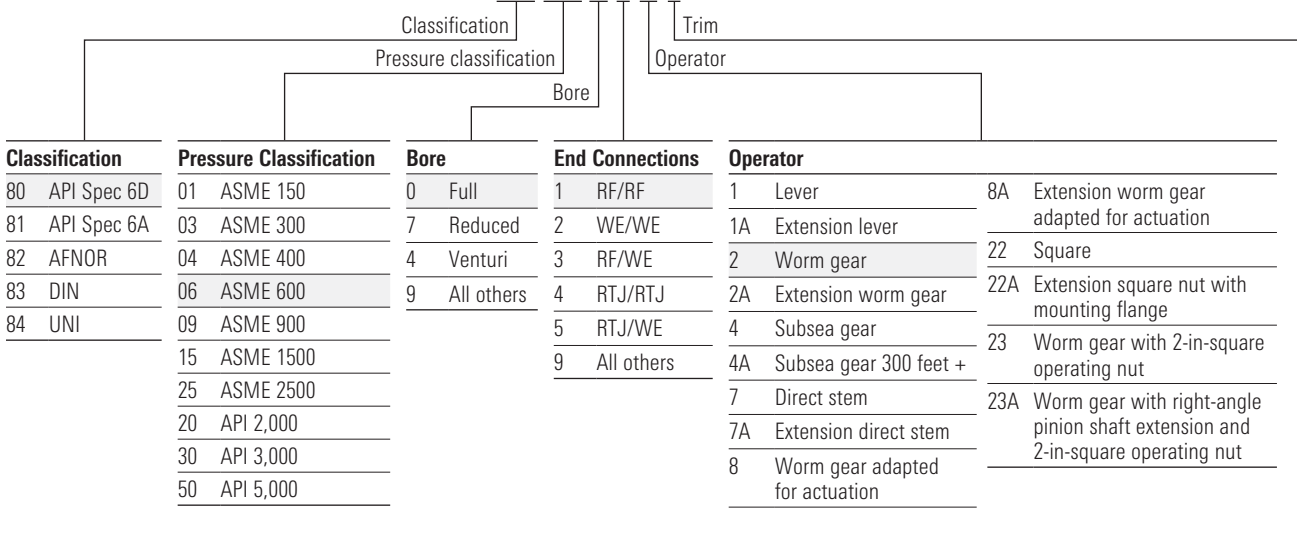 Classification
Trim
Pressure classification
Operator
Bore
Classification
80 API Spec 6D
81 API Spec 6A
82 AFNOR
83 DIN
84 UNI
Pressure Classification
01 ASME 150
03 ASME 300
04 ASME 400
06 ASME 600
09 ASME 900
15 ASME 1500
25 ASME 2500
20 API 2,000
30 API 3,000
50 API 5,000
Bore
0 Full
7 Reduced
4 Venturi
9 All others
End Connections
1 RF/RF
2 WE/WE
3 RF/WE
4 RTJ/RTJ
5 RTJ/WE
9 All others
Operator
1 Lever
1A Extension lever
2 Worm gear
2A Extension worm gear
4 Subsea gear
4A Subsea gear 300 feet +
7 Direct stem
7A Extension direct stem
8 Worm gear adapted
for actuation
8A Extension worm gear
adapted for actuation
22 Square
22A Extension square nut with
mounting flange
23 Worm gear with 2-in-square
operating nut
23A Worm gear with right-angle
pinion shaft extension and
2-in-square operating nut